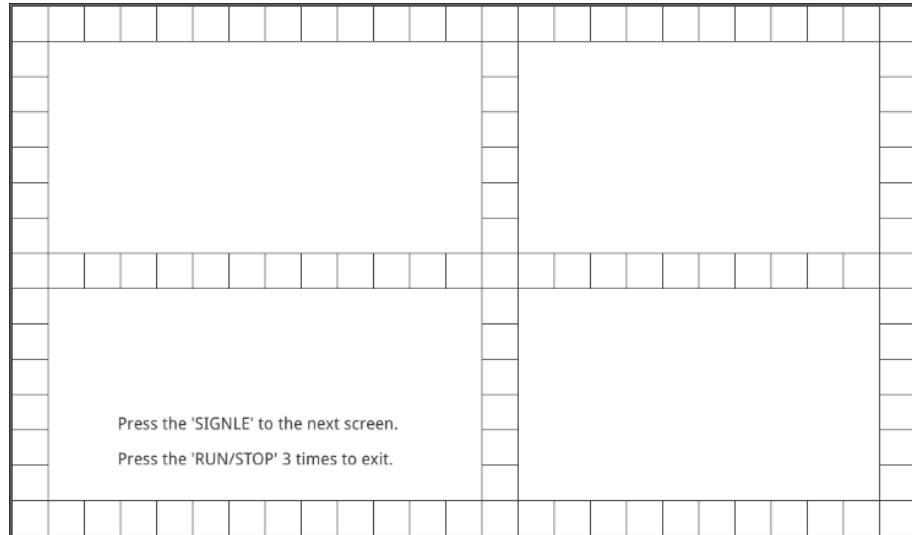 Press the 'SIGNLE' to the next screen.
Press the 'RUN/STOP' 3 times to exit.